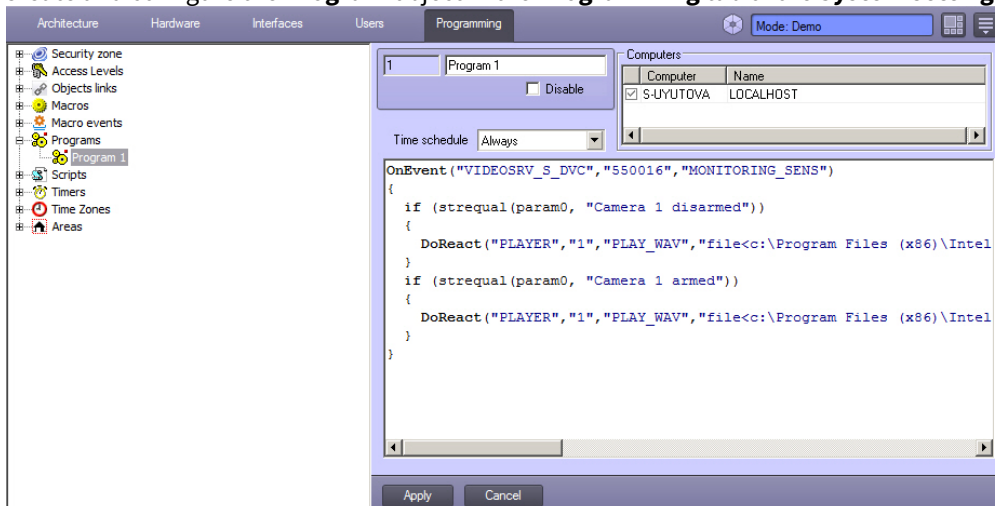 Architecture Hardware Interfaces Users Programming Mode: Demo
Security zone
Access Levels
Objects links
Macros
Macro events
Programs
Program 1
Scripts
Timers
Time Zones
Areas
1 Program 1
Disable
Time schedule Always
Computers
Computer Name
S-UYUTOVA LOCALHOST
OnEvent("VIDEOSRV_S_DVC","550016","MONITORING_SENS")
{
if (strequal(param0, "Camera 1 disarmed"))
{
DoReact("PLAYER","1","PLAY_WAV","file<c:\Program Files (x86)\Intel
}
if (strequal(param0, "Camera 1 armed"))
{
DoReact("PLAYER","1","PLAY_WAV","file<c:\Program Files (x86)\Intel
}
}
Apply Cancel